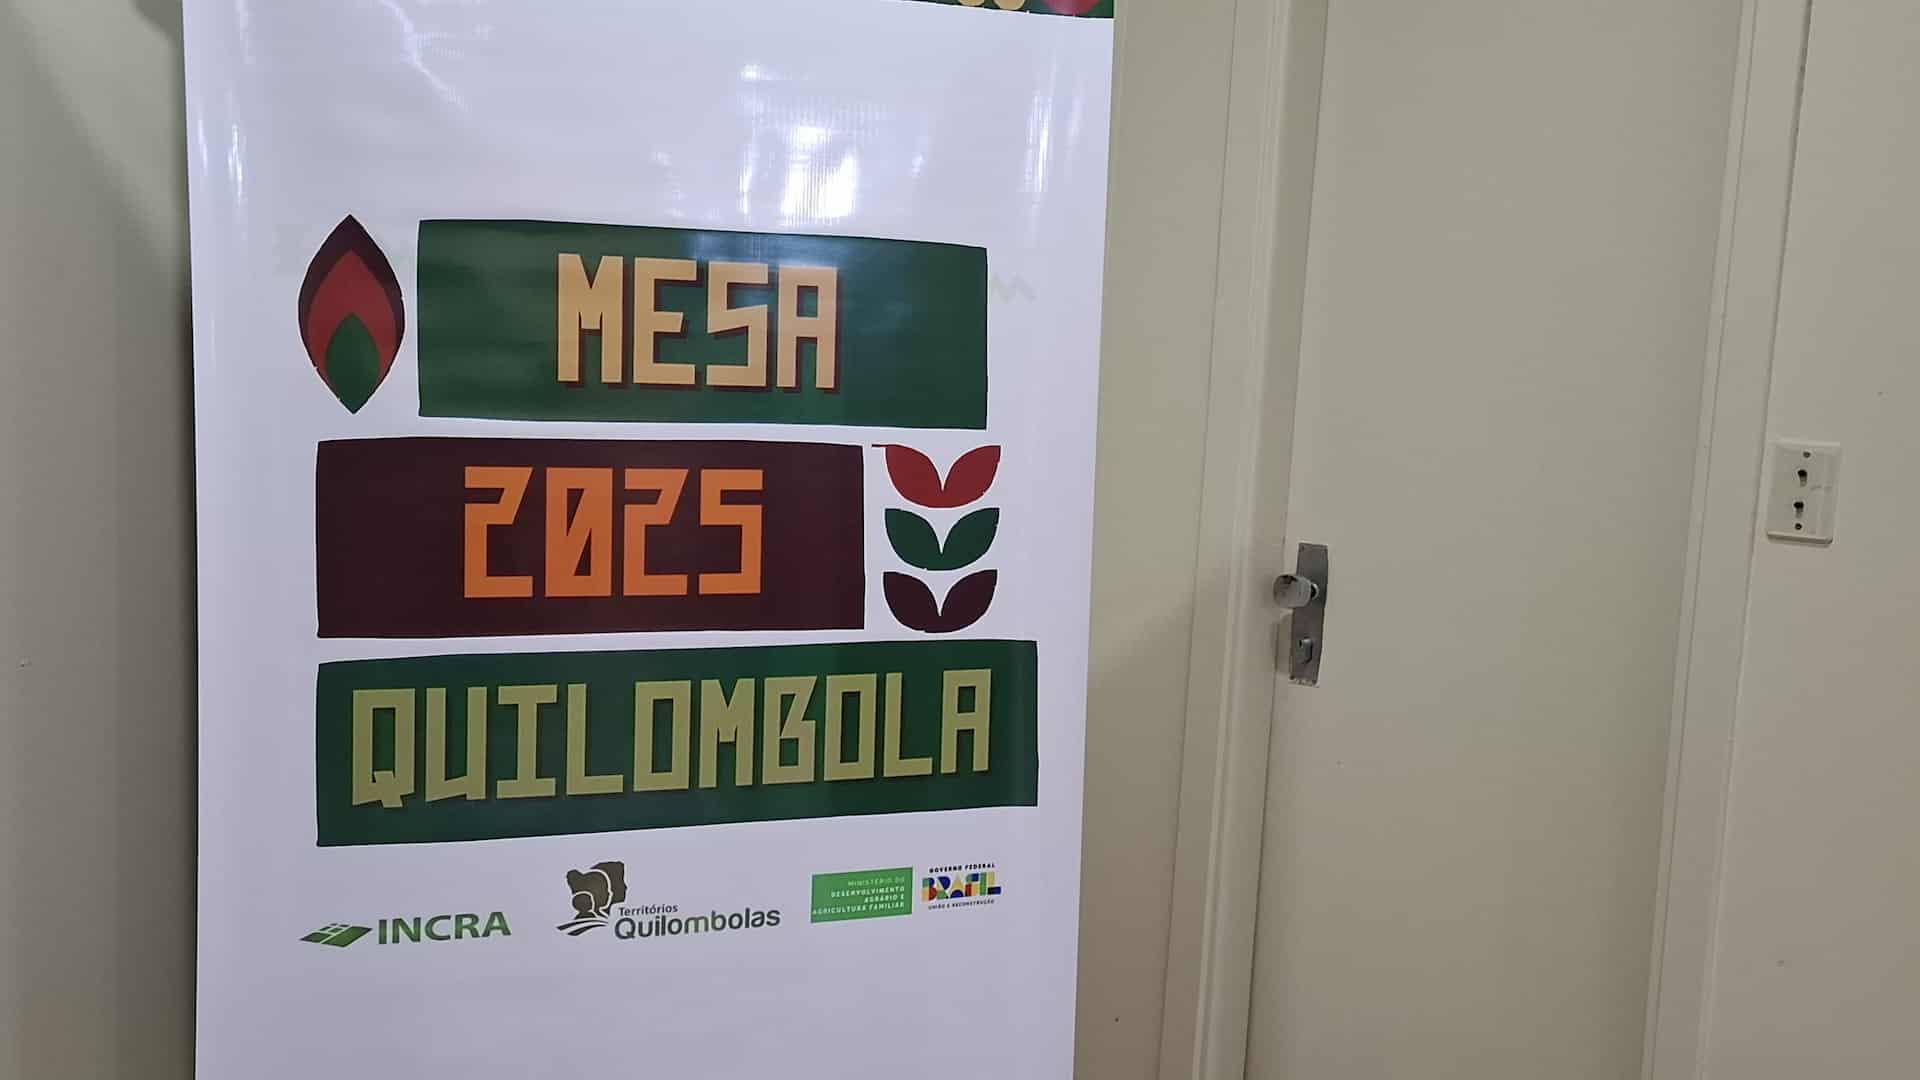 MESA
2025
QUILOMBOLA
INCRA
Territórios
Quilombolas
MINISTÉRIO DO
DESENVOLVIMENTO
AGRÁRIO E
AGRICULTURA FAMILIAR
GOVERNO FEDERAL
BRASIL
UNIÃO E RECONSTRUÇÃO